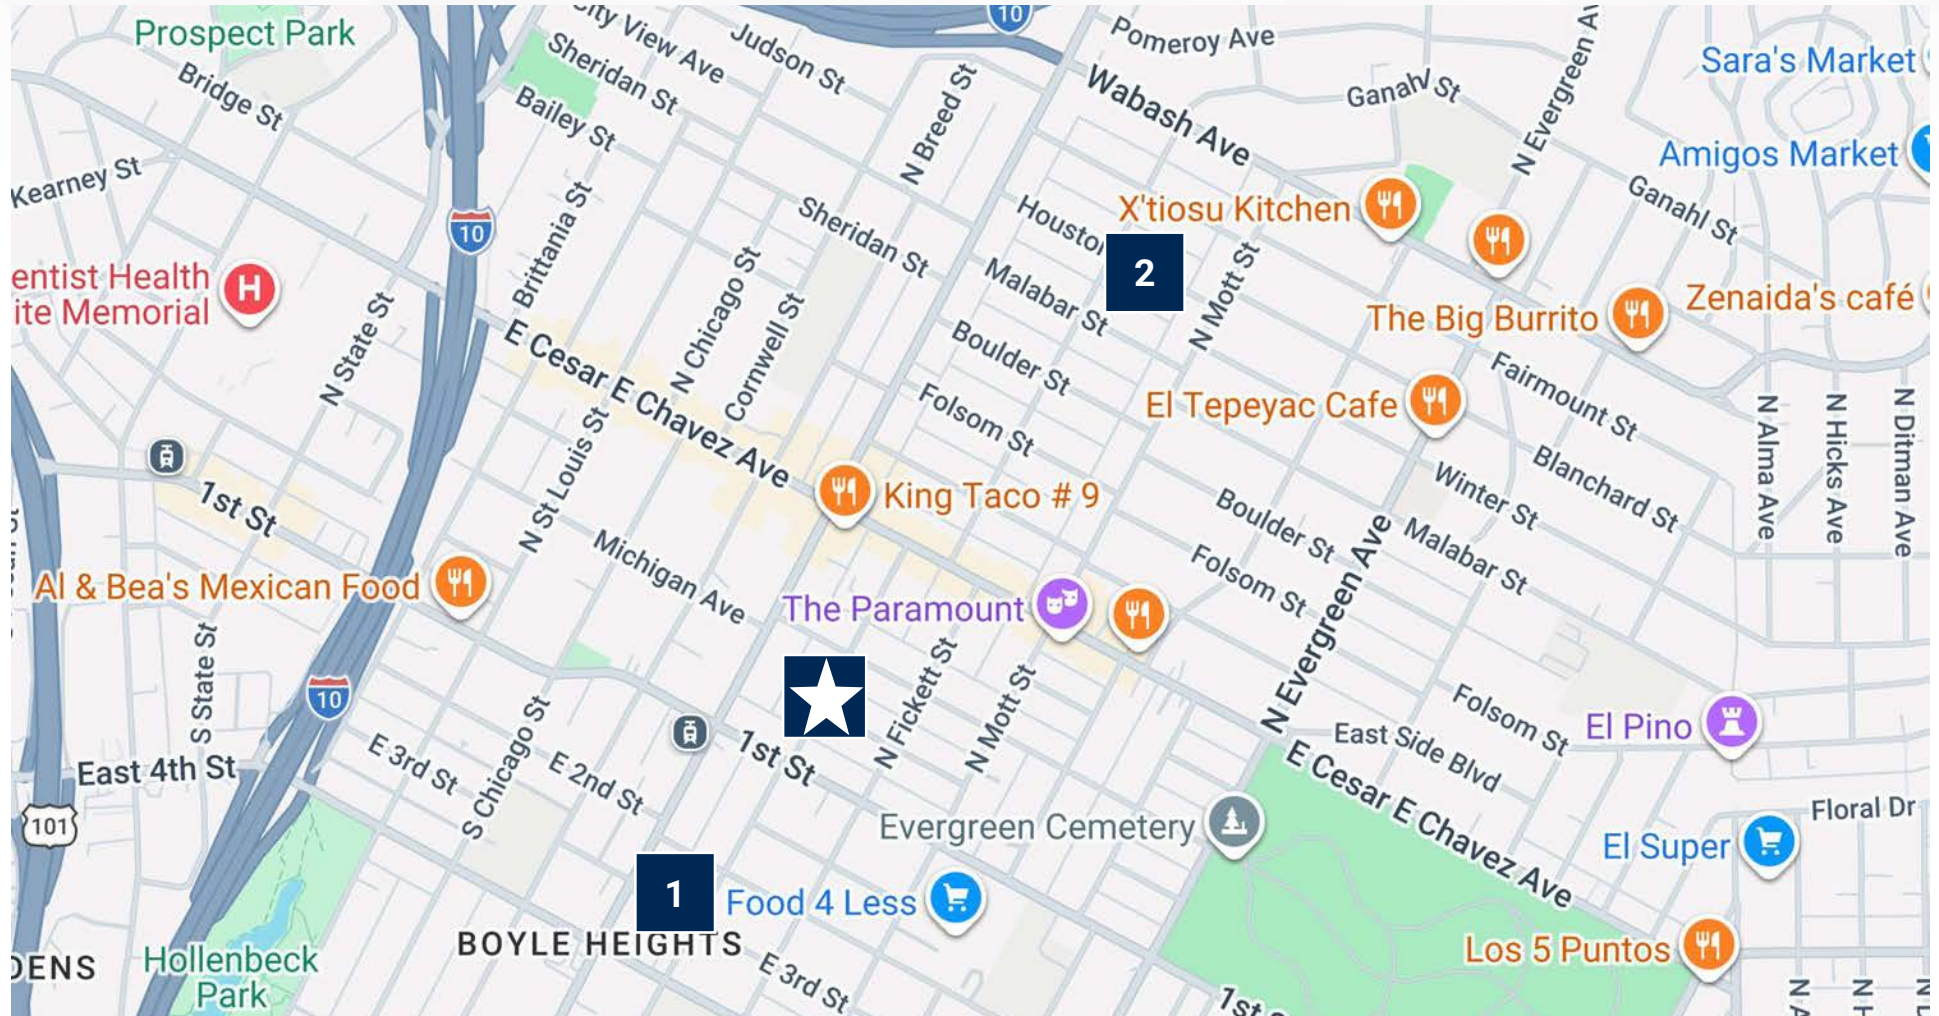 Prospect Park
Bridge St
Kearney St
City View Ave
Sheridan St
Bailey St
Judson St
10
N Breed St
Pomeroy Ave
Wabash Ave
Ganahl St
N Evergreen Av
Sara's Market
Amigos Market
Ganahl St
X'tiosu Kitchen
Housto
2
N Mott St
Sheridan St
Malabar St
Brittania St
10
entist Health
ite Memorial
H
N State St
E Cesar E Chavez Ave
N Chicago St
Cornwell St
Boulder St
Folsom St
The Big Burrito
Zenaida's café
El Tepeyac Cafe
Fairmount St
Blanchard St
Winter St
N Alma Ave
N Hicks Ave
N Ditman Ave
1st St
N St Louis St
King Taco # 9
Boulder St
Malabar St
Folsom St
N Evergreen Ave
Michigan Ave
Al & Bea's Mexican Food
The Paramount
N Fickett St
N Mott St
S State St
10
East 4th St
101
E 3rd St
S Chicago St
E 2nd St
1st St
Folsom St
El Pino
East Side Blvd
E Cesar E Chavez Ave
Floral Dr
El Super
Evergreen Cemetery
1
Food 4 Less
BOYLE HEIGHTS
Hollenbeck
Park
DENS
E 3rd St
Los 5 Puntos
1st
N A
N H
N